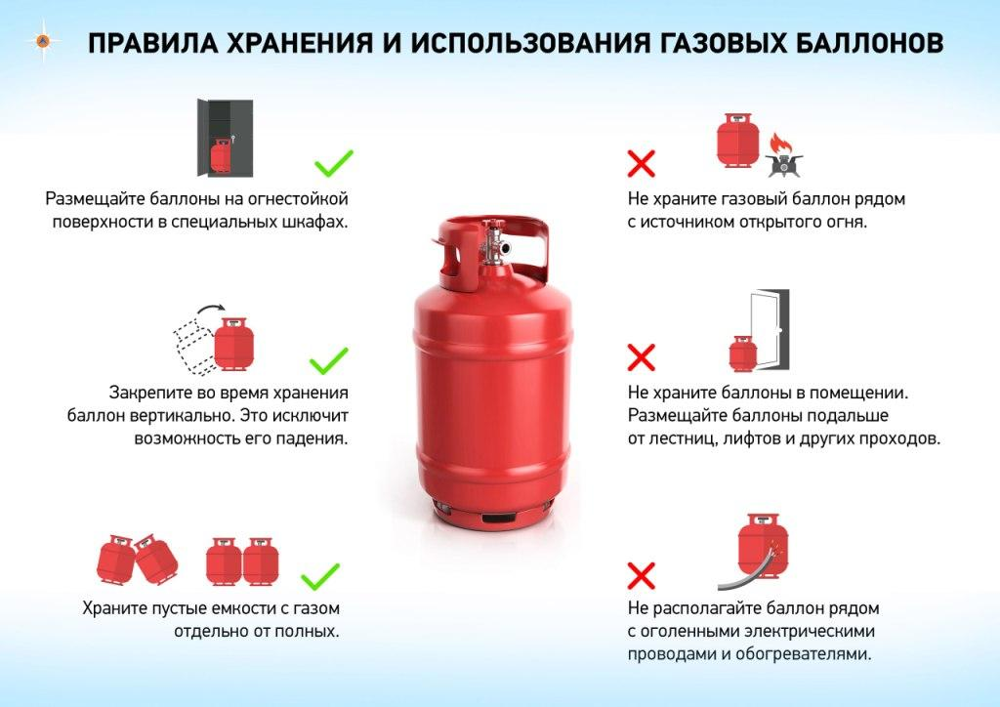 ПРАВИЛА ХРАНЕНИЯ И ИСПОЛЬЗОВАНИЯ ГАЗОВЫХ БАЛЛОНОВ
Размещайте баллоны на огнестойкой
поверхности в специальных шкафах.
Закрепите во время хранения
баллон вертикально. Это исключит
возможность его падения.
Храните пустые емкости с газом
отдельно от полных.
Не храните газовый баллон рядом
с источником открытого огня.
Не храните баллоны в помещении.
Размещайте баллоны подальше
от лестниц, лифтов и других проходов.
Не располагайте баллон рядом
с оголенными электрическими
проводами и обогревателями.